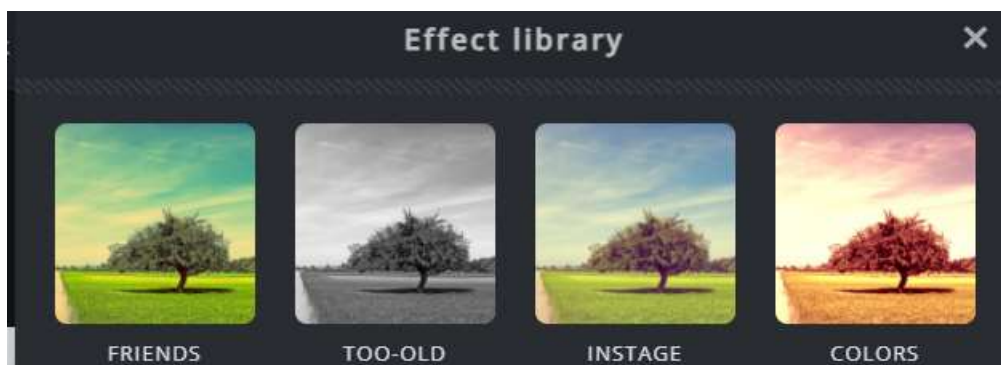 Effect library
FRIENDS
TOO-OLD
INSTAGE
COLORS